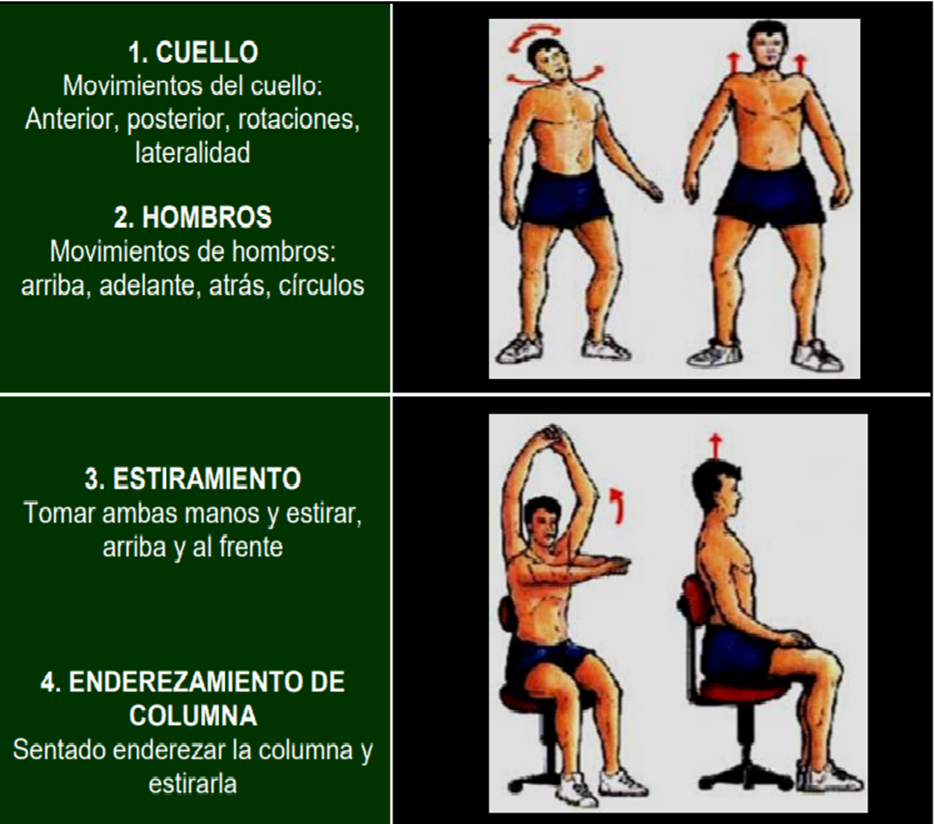 1. CUELLO
Movimientos del cuello:
Anterior, posterior, rotaciones,
lateralidad
2. HOMBROS
Movimientos de hombros:
arriba, adelante, atrás, círculos
3. ESTIRAMIENTO
Tomar ambas manos y estirar,
arriba y al frente
4. ENDEREZAMIENTO DE
COLUMNA
Sentado enderezar la columna y
estirarla